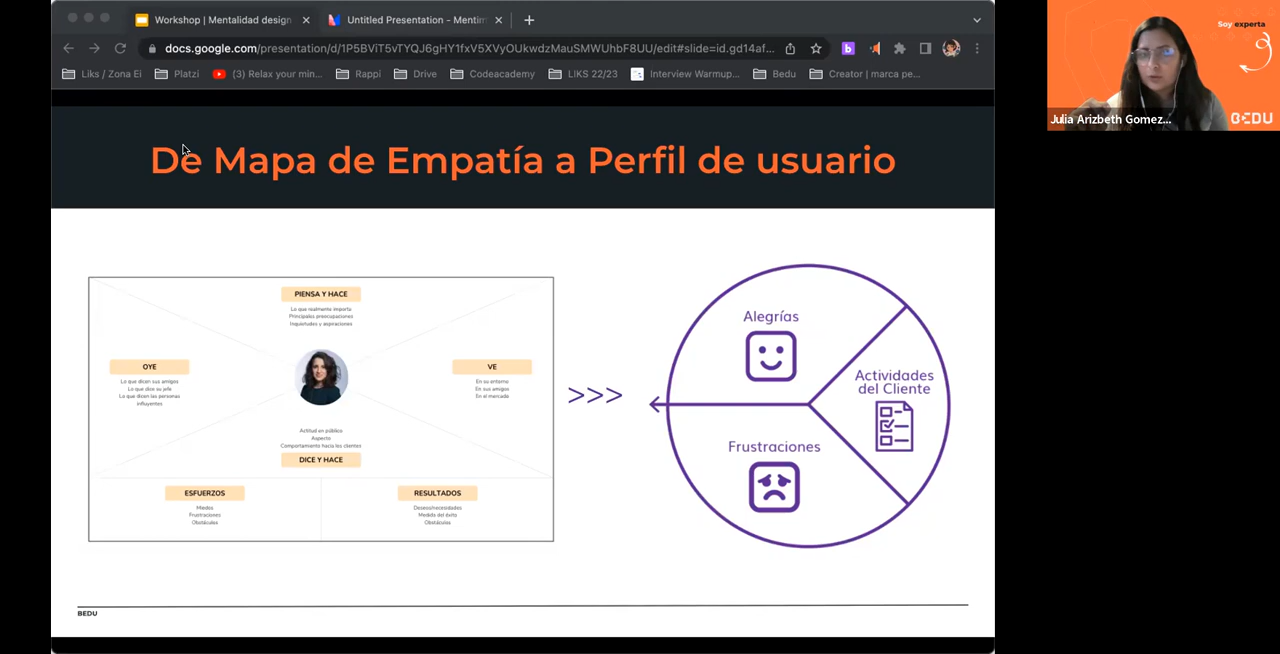 Workshop | Mentalidad design
Untitled Presentation - Mentim
docs.google.com/presentation/d/1P5BViT5vTYQJ6gHY1fxV5XVyOUkwdzMauSMWUhbF8UU/edit#slide=id.gd14af...
Liks / Zona Ei
Platzi
(3) Relax your min...
Rappi
Drive
Codeacademy
LIKS 22/23
Interview Warmup...
Bedu
Creator | marca pe...
Soy experta
Julia Arizbeth Gomez...
BEDU
De Mapa de Empatía a Perfil de usuario
PIENSA Y HACE
Lo que realmente importa
Principales preocupaciones
Inquietudes y aspiraciones
OYE
Lo que dicen sus amigos
Lo que dice su jefe
Lo que dicen las personas
influyentes
VE
En su entorno
En sus amigos
En el mercado
Actitud en público
Aspecto
Comportamiento hacia los clientes
DICE Y HACE
ESFUERZOS
Miedos
Frustraciones
Obstáculos
RESULTADOS
Deseos/necesidades
Medida del éxito
Obstáculos
>>>
Alegrías
Actividades
del Cliente
Frustraciones
BEDU